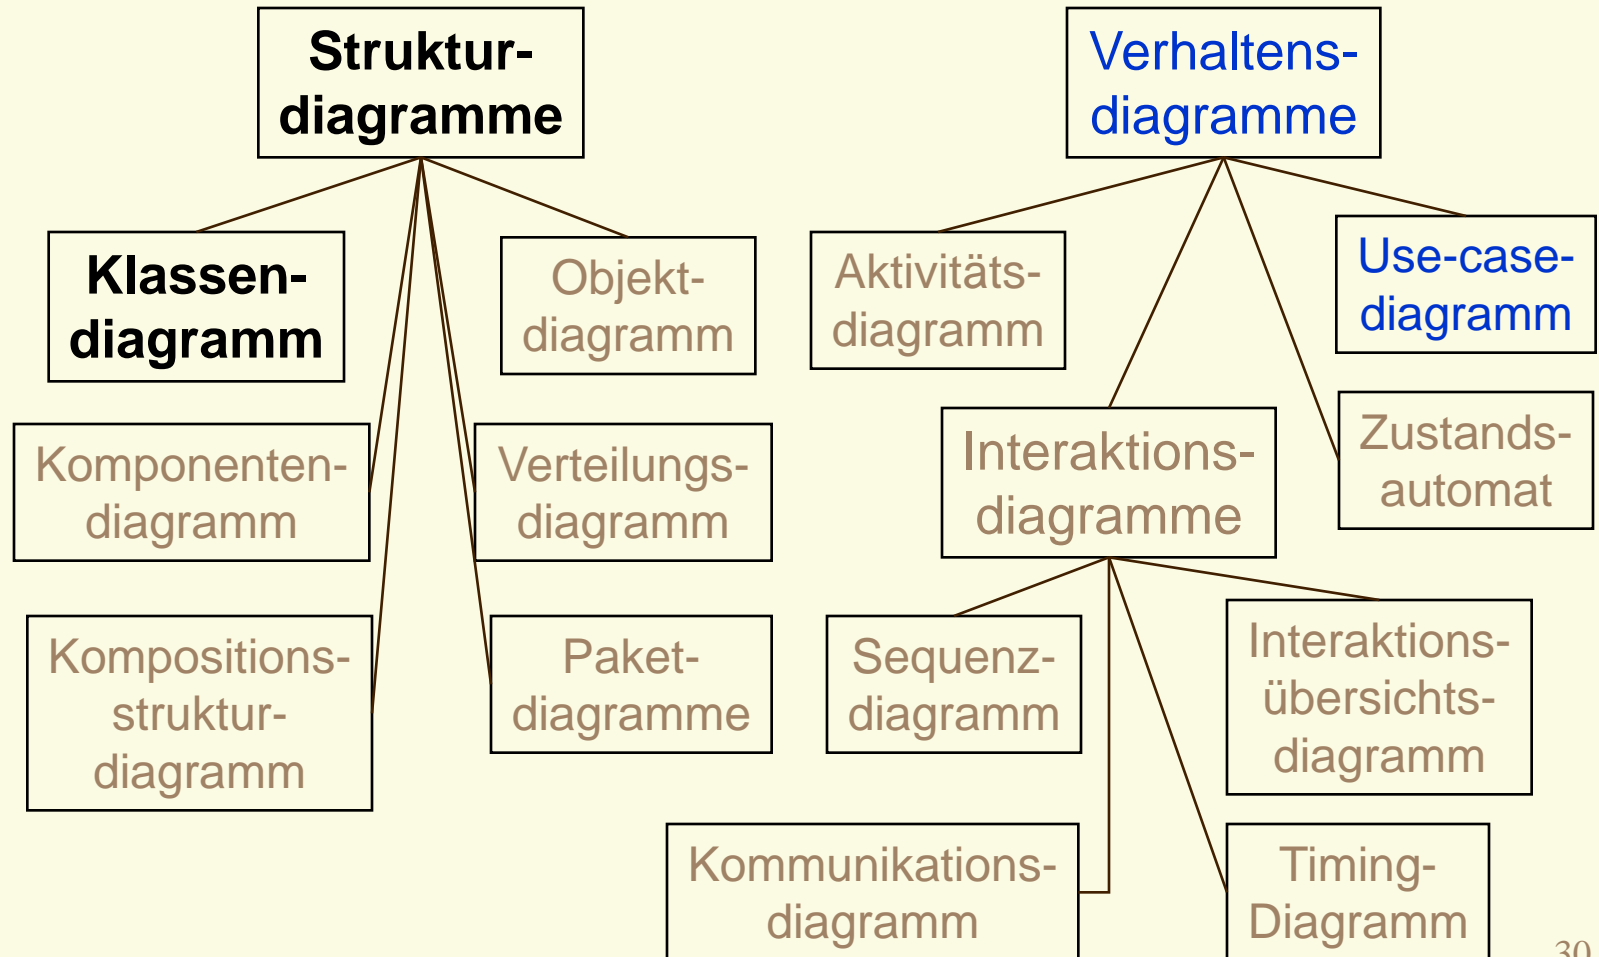 Struktur-
diagramme
Verhaltens-
diagramme
Klassen-
diagramm
Objekt-
diagramm
Aktivitäts-
diagramm
Use-case-
diagramm
Komponenten-
diagramm
Verteilungs-
diagramm
Interaktions-
diagramme
Zustands-
automat
Kompositions-
struktur-
diagramm
Paket-
diagramme
Sequenz-
diagramm
Interaktions-
übersichts-
diagramm
Kommunikations-
diagramm
Timing-
Diagramm
30